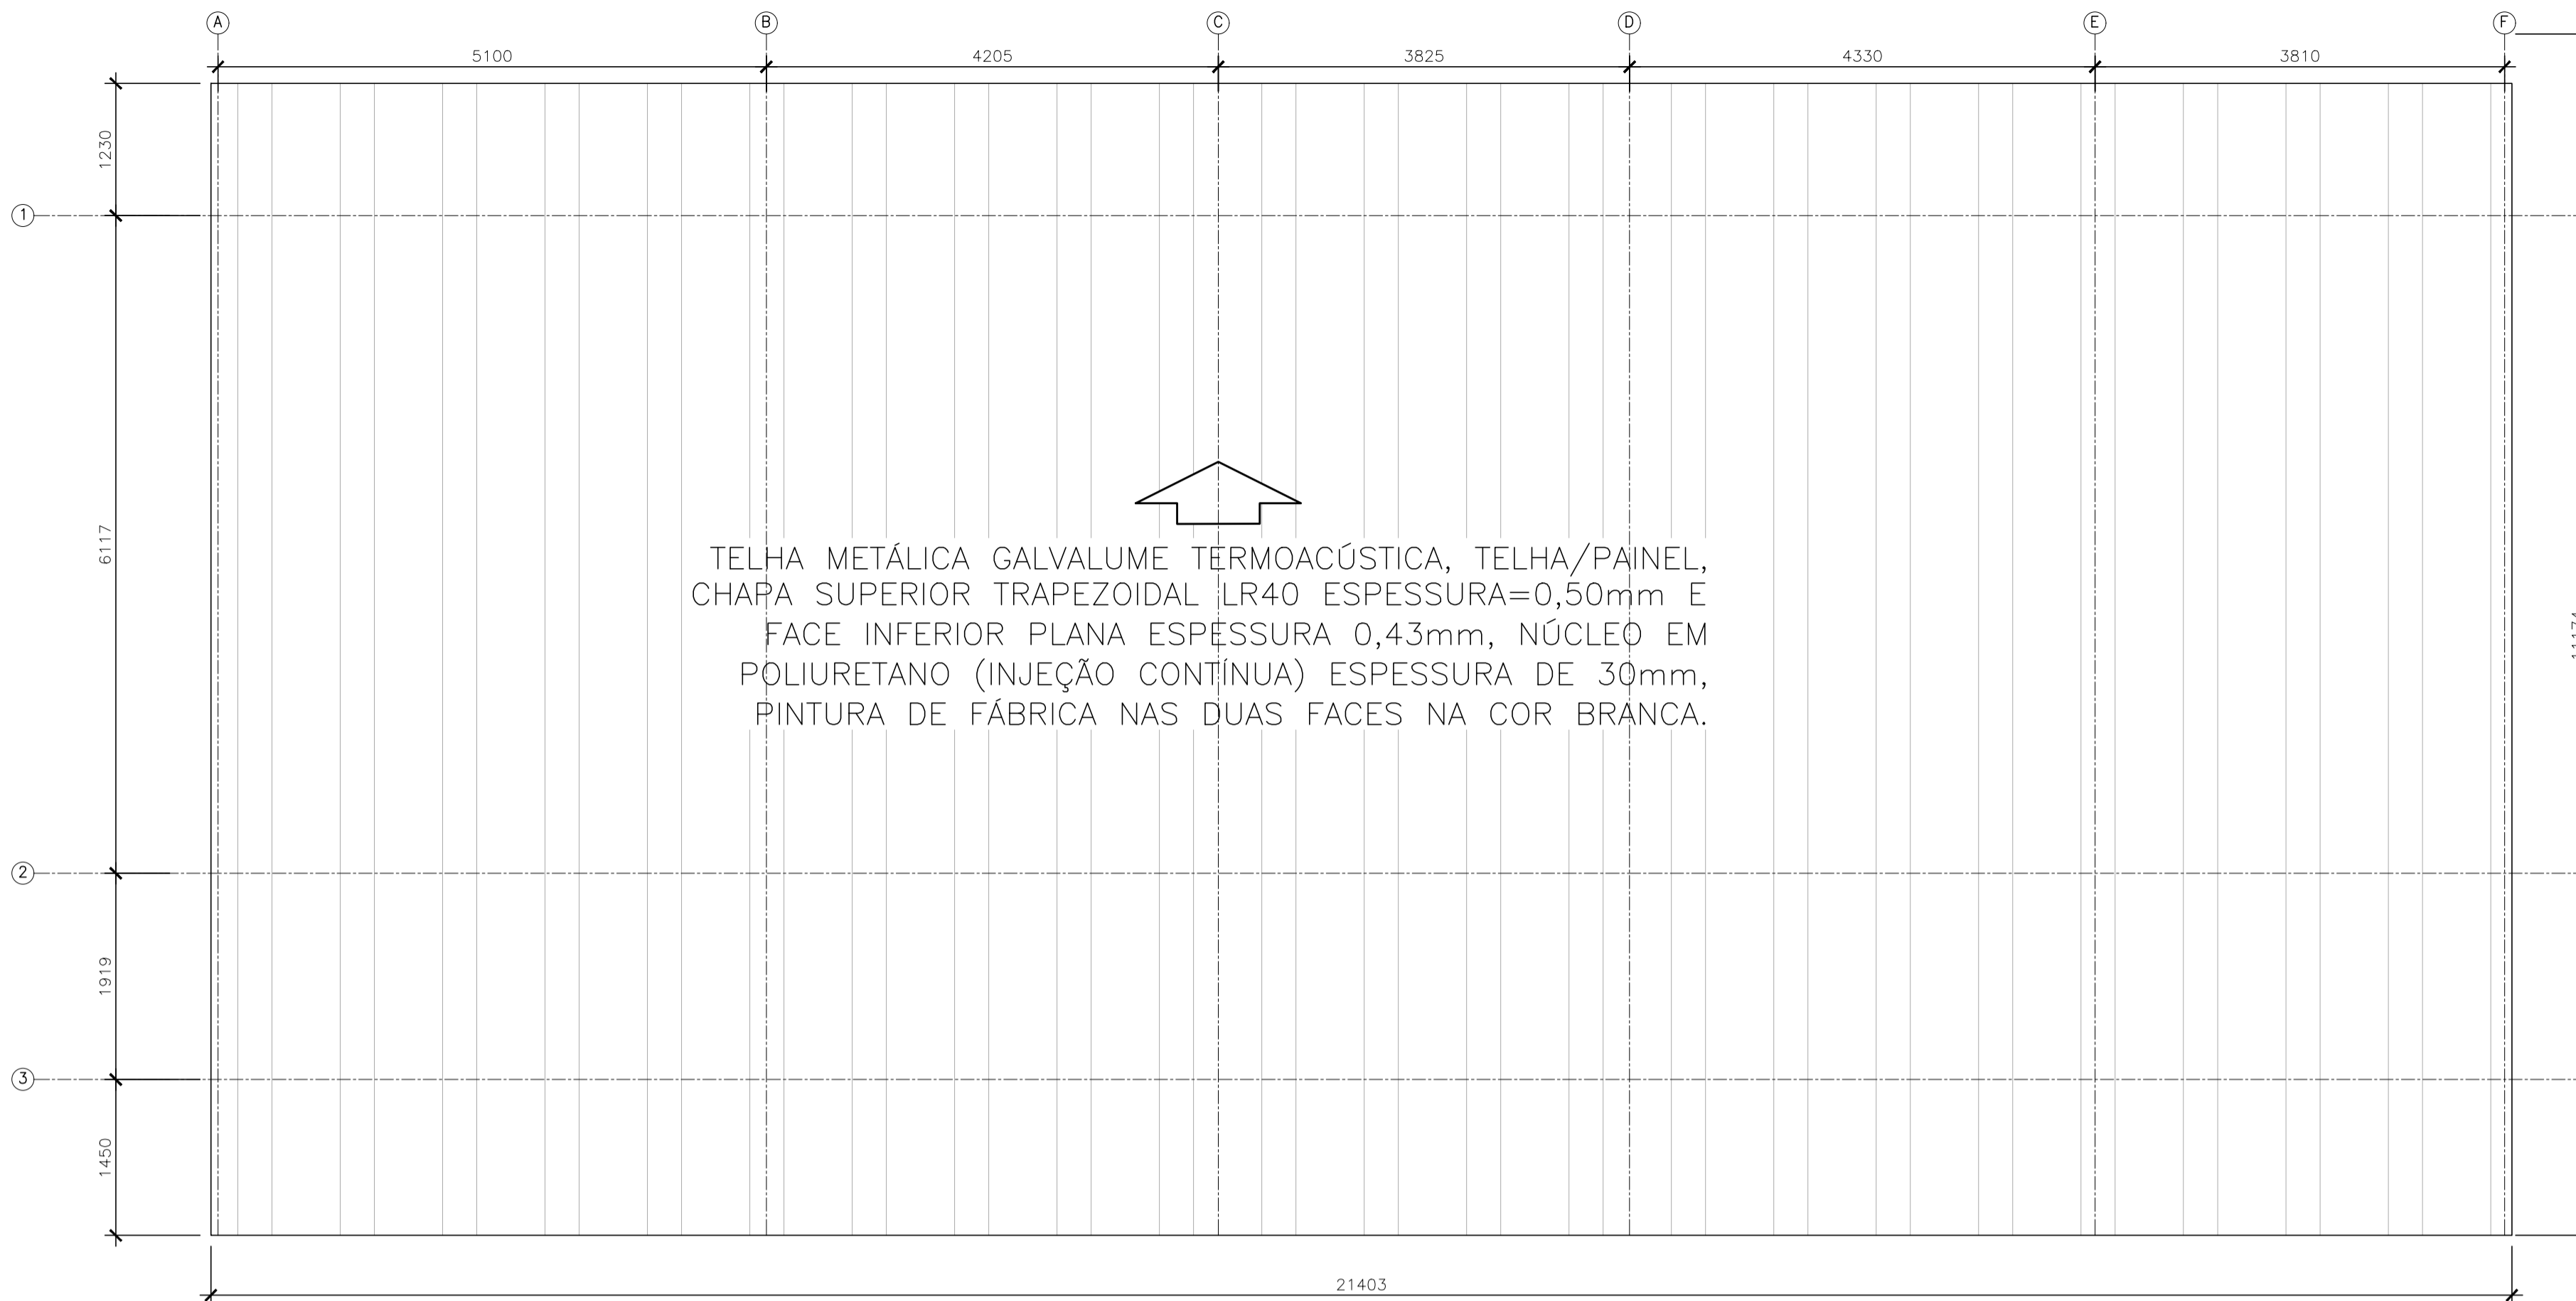 A B C D E F
5100 4205 3825 4330 3810
1230
1
6117
TELHA METÁLICA GALVALUME TERMOACÚSTICA, TELHA/PAINEL,
CHAPA SUPERIOR TRAPEZOIDAL LR40 ESPESSURA=0,50mm E
FACE INFERIOR PLANA ESPESSURA 0,43mm, NÚCLEO EM
POLIURETANO (INJEÇÃO CONTÍNUA) ESPESSURA DE 30mm,
PINTURA DE FÁBRICA NAS DUAS FACES NA COR BRANCA.
2
1919
3
1450
21403